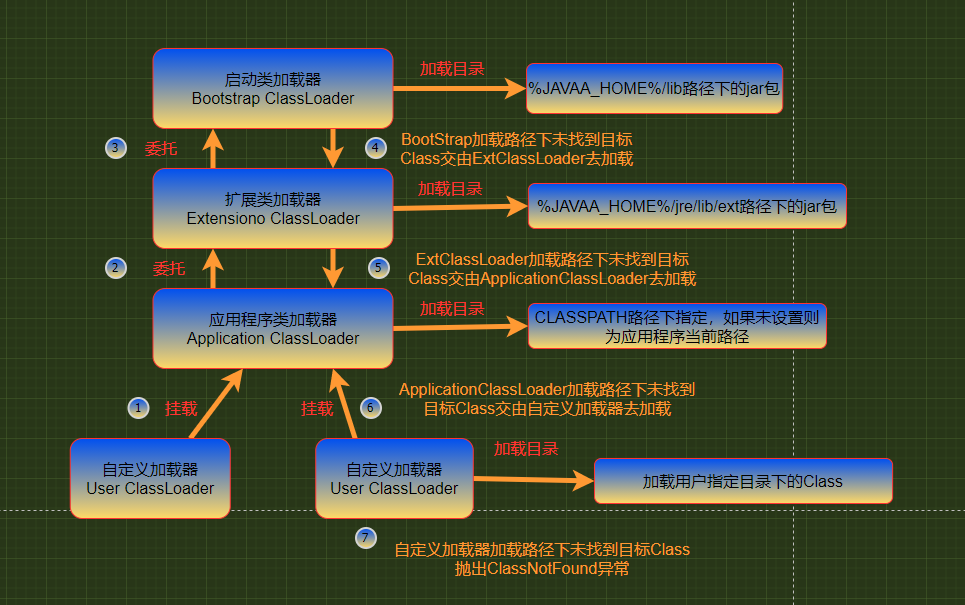 启动类加载器
Bootstrap ClassLoader
加载目录
%JAVAA_HOME%/lib路径下的jar包
3
委托
4
BootStrap加载路径下未找到目标
Class交由ExtClassLoader去加载
扩展类加载器
Extensiono ClassLoader
加载目录
%JAVAA_HOME%/jre/lib/ext路径下的jar包
2
委托
5
ExtClassLoader加载路径下未找到目标
Class交由ApplicationClassLoader去加载
应用程序类加载器
Application ClassLoader
加载目录
CLASSPATH路径下指定，如果未设置则
为应用程序当前路径
1
挂载
挂载
6
ApplicationClassLoader加载路径下未找到
目标Class交由自定义加载器去加载
自定义加载器
User ClassLoader
自定义加载器
User ClassLoader
加载目录
加载用户指定目录下的Class
7
自定义加载器加载路径下未找到目标Class
抛出ClassNotFound异常